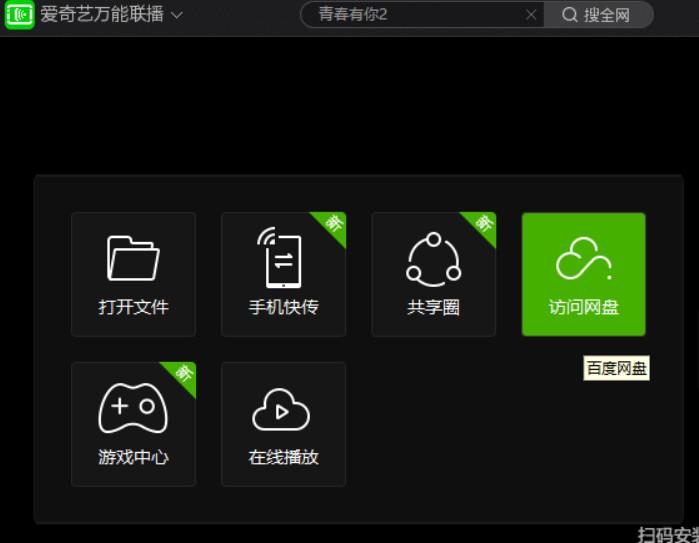 爱奇艺万能联播
青春有你2
搜全网
打开文件
新
手机快传
新
共享圈
访问网盘
百度网盘
新
游戏中心
在线播放
扫码安装